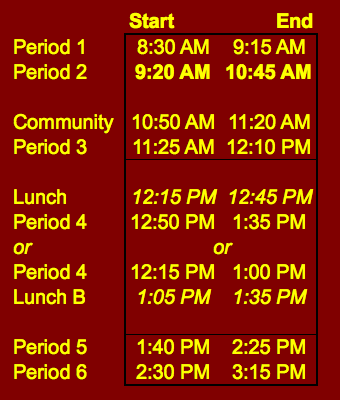 Start End
Period 1 8:30 AM 9:15 AM
Period 2 9:20 AM 10:45 AM
Community 10:50 AM 11:20 AM
Period 3 11:25 AM 12:10 PM
Lunch 12:15 PM 12:45 PM
Period 4 12:50 PM 1:35 PM
or or
Period 4 12:15 PM 1:00 PM
Lunch B 1:05 PM 1:35 PM
Period 5 1:40 PM 2:25 PM
Period 6 2:30 PM 3:15 PM